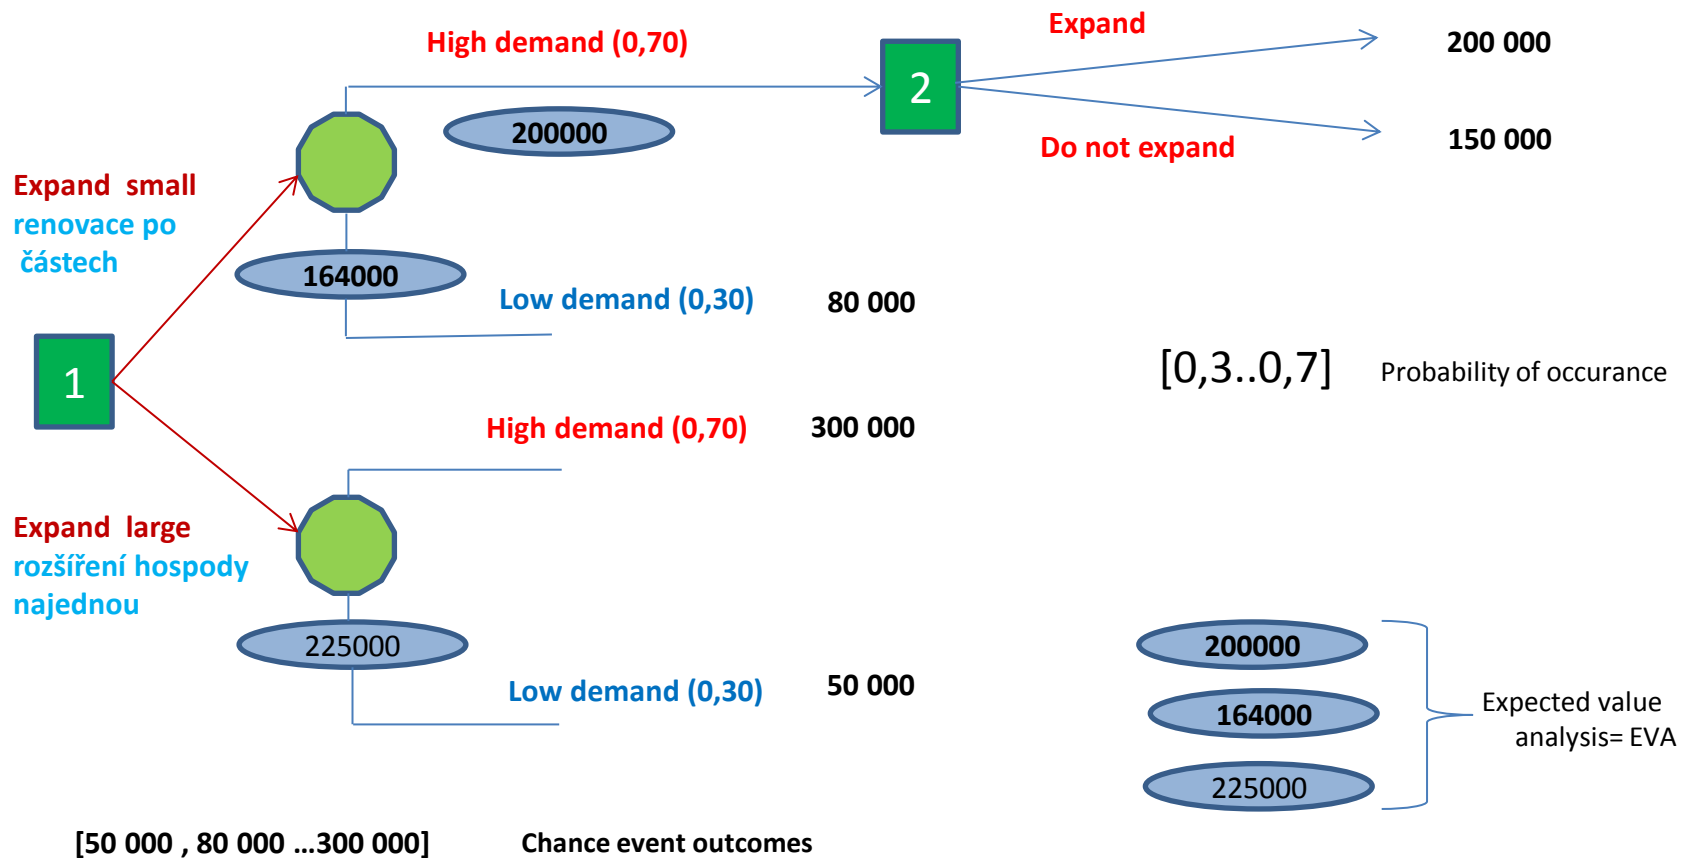 High demand (0,70)
Expand
200 000
2
200000
Do not expand
150 000
Expand  small
renovace po
částech
164000
Low demand (0,30)
80 000
1
[0,3..0,7]
Probability of occurance
High demand (0,70)
300 000
Expand  large
rozšíření hospody
najednou
225000
Low demand (0,30)
50 000
200000
164000
225000
Expected value
analysis= EVA
[50 000 , 80 000 ...300 000]
Chance event outcomes